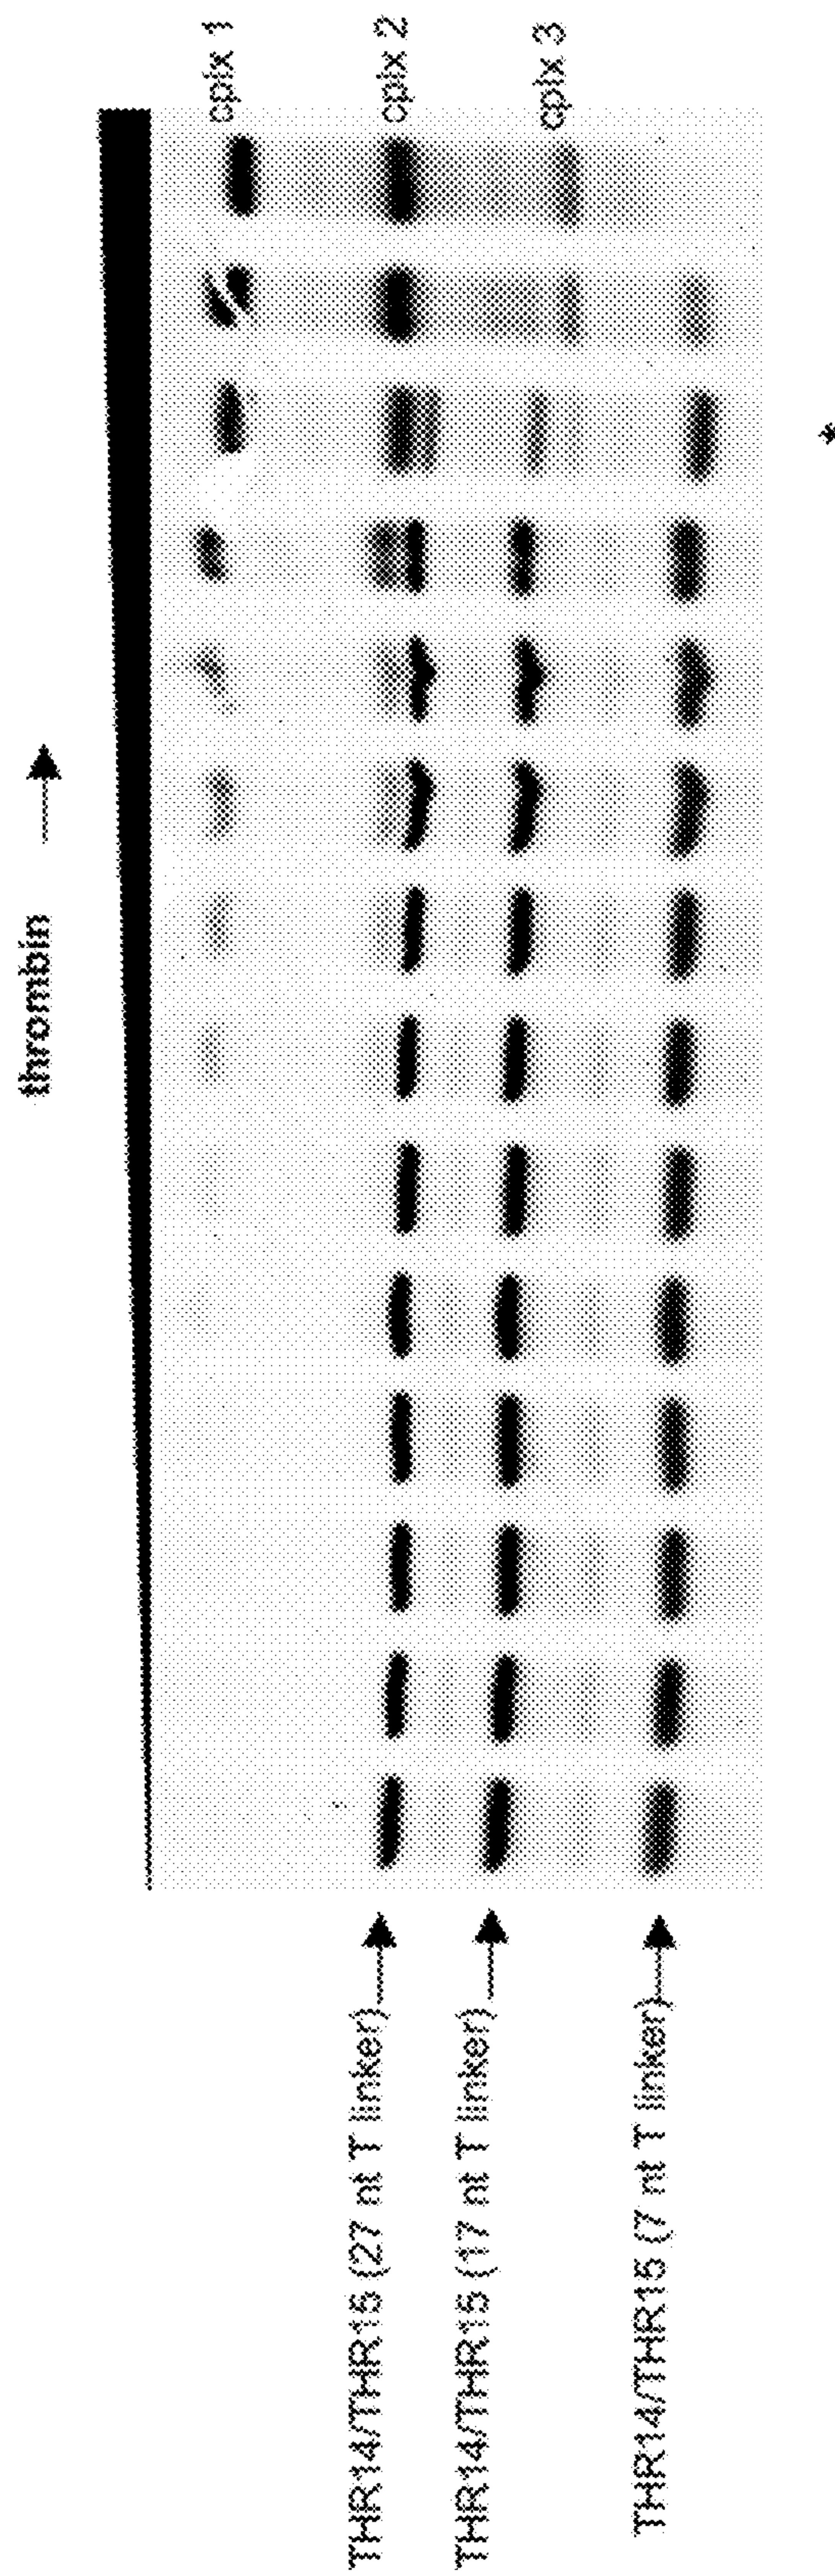 thrombin
cplx 1
cplx 2
cplx 3
THR14/THR15 (27 nt T linker)
THR14/THR15 (17 nt T linker)
THR14/THR15 (7 nt T linker)
*